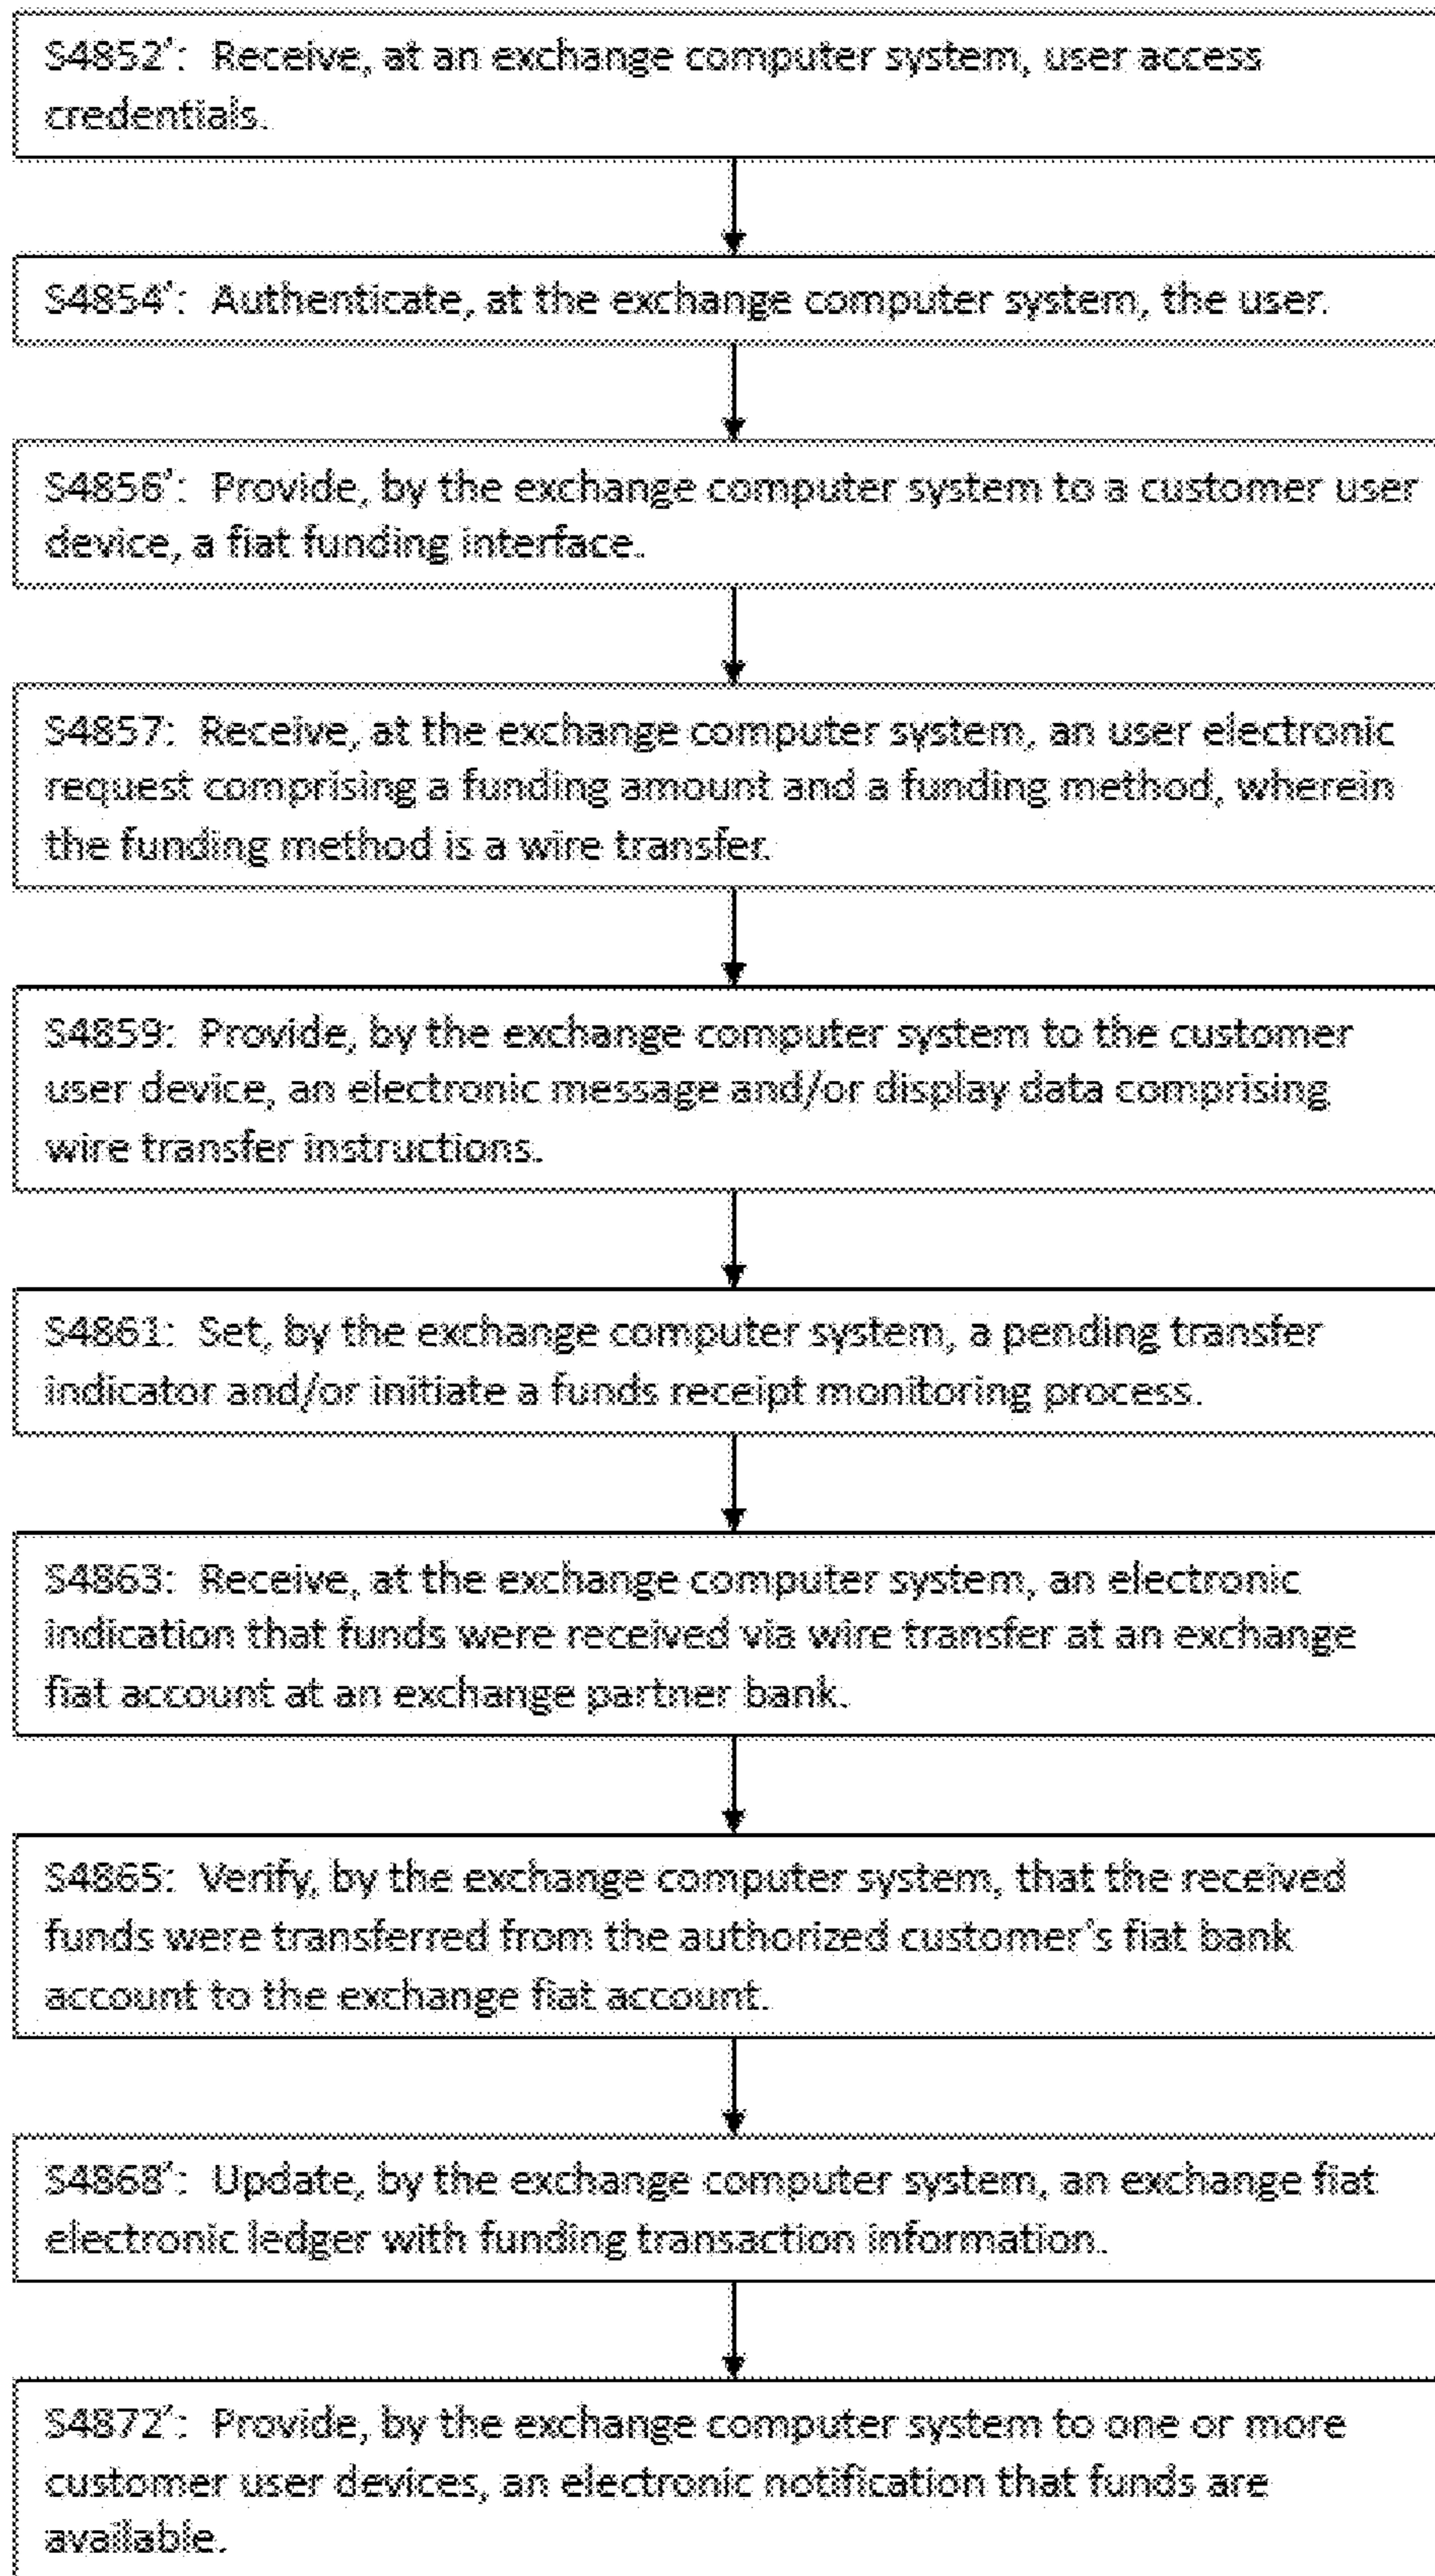 S4852': Receive, at an exchange computer system, user access
credentials.
S4854': Authenticate, at the exchange computer system, the user.
S4856': Provide, by the exchange computer system to a customer user
device, a fiat funding interface.
S4857: Receive, at the exchange computer system, an user electronic
request comprising a funding amount and a funding method, wherein
the funding method is a wire transfer.
S4859: Provide, by the exchange computer system to the customer
user device, an electronic message and/or display data comprising
wire transfer instructions.
S4861: Set, by the exchange computer system, a pending transfer
indicator and/or initiate a funds receipt monitoring process.
S4863: Receive, at the exchange computer system, an electronic
indication that funds were received via wire transfer at an exchange
fiat account at an exchange partner bank.
S4865: Verify, by the exchange computer system, that the received
funds were transferred from the authorized customer's fiat bank
account to the exchange fiat account.
S4868': Update, by the exchange computer system, an exchange fiat
electronic ledger with funding transaction information.
S4872': Provide, by the exchange computer system to one or more
customer user devices, an electronic notification that funds are
available.